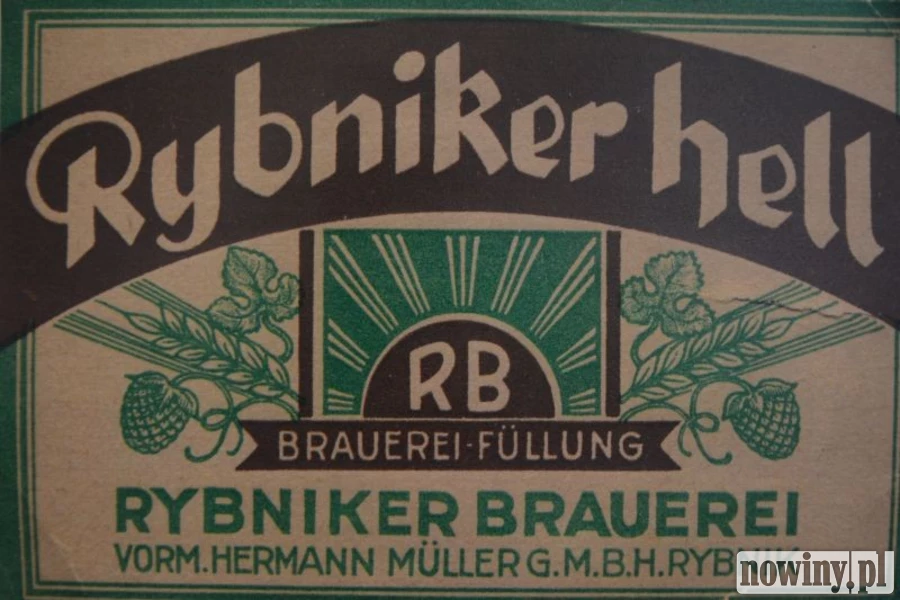 Rybniker hell
RB
BRAUEREI-FÜLLUNG
RYBNIKER BRAUEREI
VORM. HERMANN MÜLLER G.M.B.H. RYBNIK
nowiny.pl